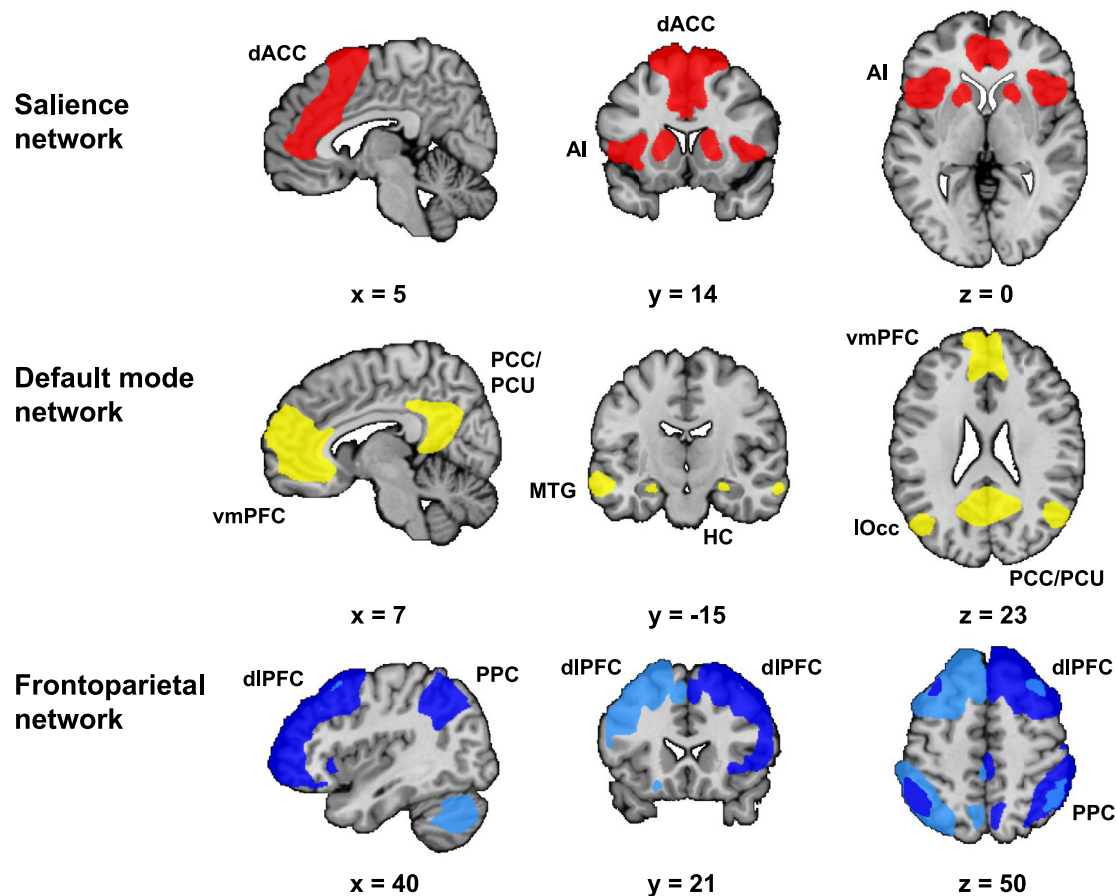 Salience
network
dACC
dACC
AI
AI
x = 5
y = 14
z = 0
Default mode
network
PCC/
PCU
vmPFC
MTG
HC
vmPFC
lOcc
PCC/PCU
x = 7
y = -15
z = 23
Frontoparietal
network
dlPFC
PPC
dlPFC
dlPFC
dlPFC
PPC
x = 40
y = 21
z = 50